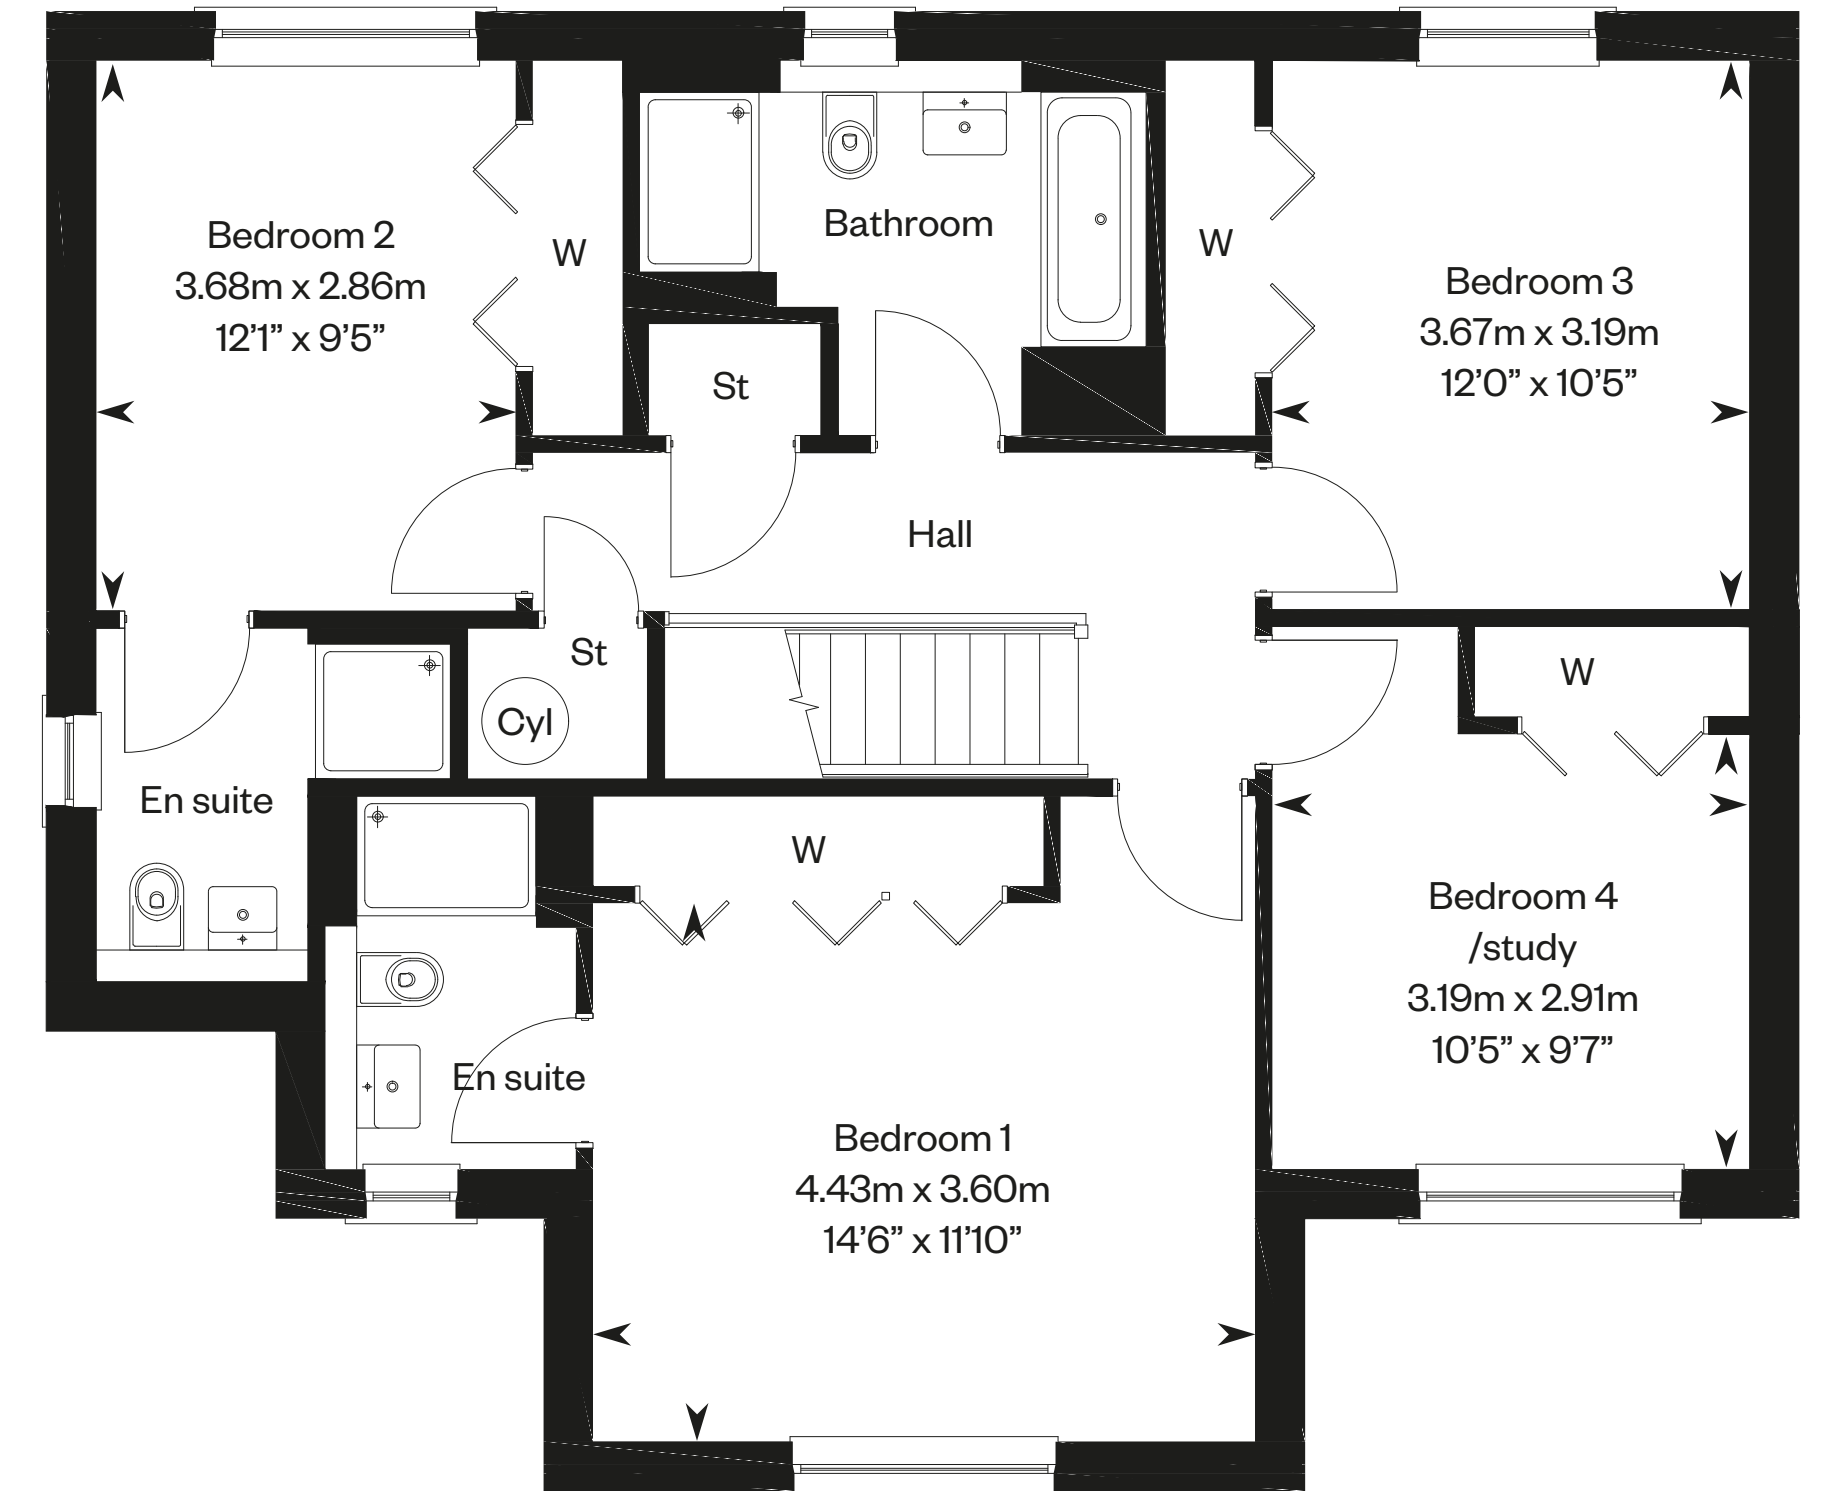 Bedroom 2
3.68m x 2.86m
12’1” x 9’5”
W
Bathroom
W
Bedroom 3
3.67m x 3.19m
12’0” x 10’5”
St
Hall
St
Cyl
W
En suite
W
Bedroom 4
/study
3.19m x 2.91m
10’5” x 9’7”
En suite
Bedroom 1
4.43m x 3.60m
14’6” x 11’10”